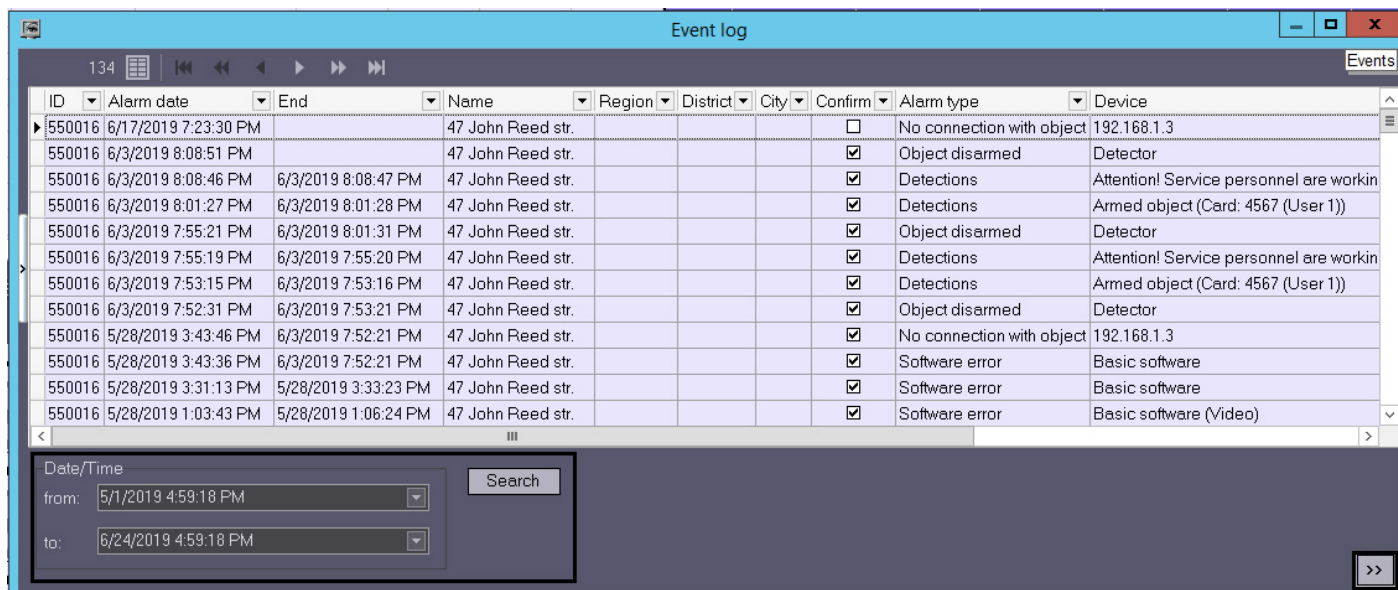 Event log
Events
134
ID Alarm date End Name Region District City Confirm Alarm type Device
550016 6/17/2019 7:23:30 PM 47 John Reed str. No connection with object 192.168.1.3
550016 6/3/2019 8:08:51 PM 47 John Reed str. Object disarmed Detector
550016 6/3/2019 8:08:46 PM 6/3/2019 8:08:47 PM 47 John Reed str. Detections Attention! Service personnel are workin
550016 6/3/2019 8:01:27 PM 6/3/2019 8:01:28 PM 47 John Reed str. Detections Armed object (Card: 4567 (User 1))
550016 6/3/2019 7:55:21 PM 6/3/2019 8:01:31 PM 47 John Reed str. Object disarmed Detector
550016 6/3/2019 7:55:19 PM 6/3/2019 7:55:20 PM 47 John Reed str. Detections Attention! Service personnel are workin
550016 6/3/2019 7:53:15 PM 6/3/2019 7:53:16 PM 47 John Reed str. Detections Armed object (Card: 4567 (User 1))
550016 6/3/2019 7:52:31 PM 6/3/2019 7:53:21 PM 47 John Reed str. Object disarmed Detector
550016 5/28/2019 3:43:46 PM 6/3/2019 7:52:21 PM 47 John Reed str. No connection with object 192.168.1.3
550016 5/28/2019 3:43:36 PM 6/3/2019 7:52:21 PM 47 John Reed str. Software error Basic software
550016 5/28/2019 3:31:13 PM 5/28/2019 3:33:23 PM 47 John Reed str. Software error Basic software
550016 5/28/2019 1:03:43 PM 5/28/2019 1:06:24 PM 47 John Reed str. Software error Basic software (Video)
Date/Time
from: 5/1/2019 4:59:18 PM
Search
to: 6/24/2019 4:59:18 PM
>>